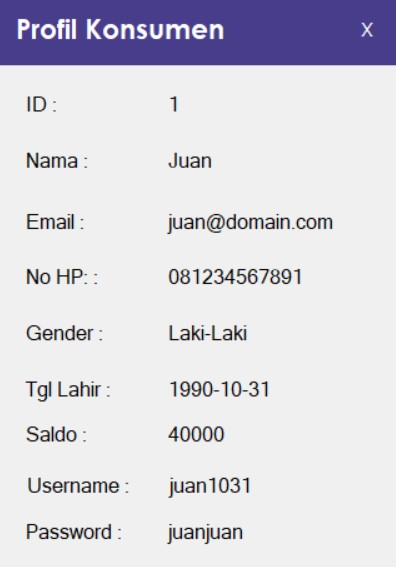 Profil Konsumen X
ID : 1
Nama : Juan
Email : juan@domain.com
No HP: : 081234567891
Gender : Laki-Laki
Tgl Lahir : 1990-10-31
Saldo : 40000
Username : juan1031
Password : juanjuan